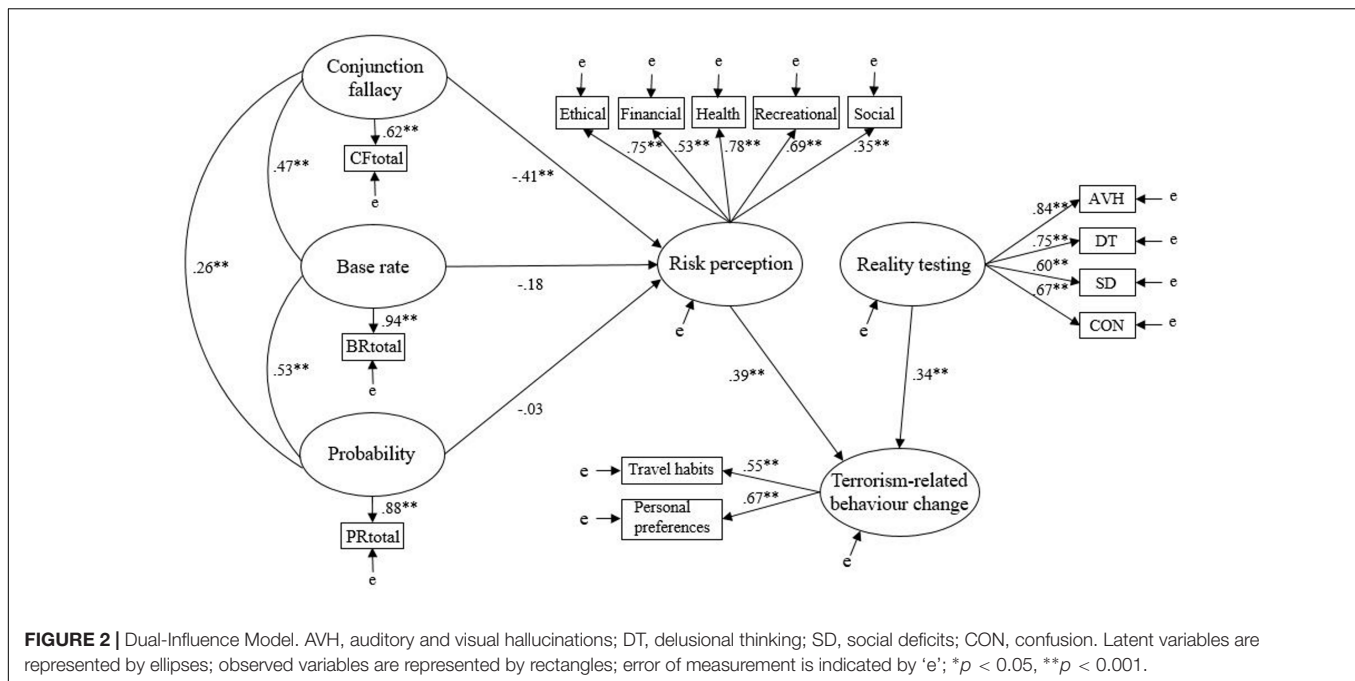 Conjunction
fallacy
.62**
CFtotal
e
.47**
.26**
Base rate
.94**
BRtotal
e
.53**
Probability
.88**
PRtotal
e
-.41**
-.18
-.03
e e e e e
Ethical Financial Health Recreational Social
.75** .53** .78** .69** .35**
Risk perception
e
Reality testing
e
.84** AVH e
.75** DT e
.60** SD e
.67** CON e
.39**
.34**
e Travel habits .55**
e Personal
preferences .67**
Terrorism-related
behaviour change
e
FIGURE 2 | Dual-Influence Model. AVH, auditory and visual hallucinations; DT, delusional thinking; SD, social deficits; CON, confusion. Latent variables are
represented by ellipses; observed variables are represented by rectangles; error of measurement is indicated by ‘e’; *p < 0.05, **p < 0.001.